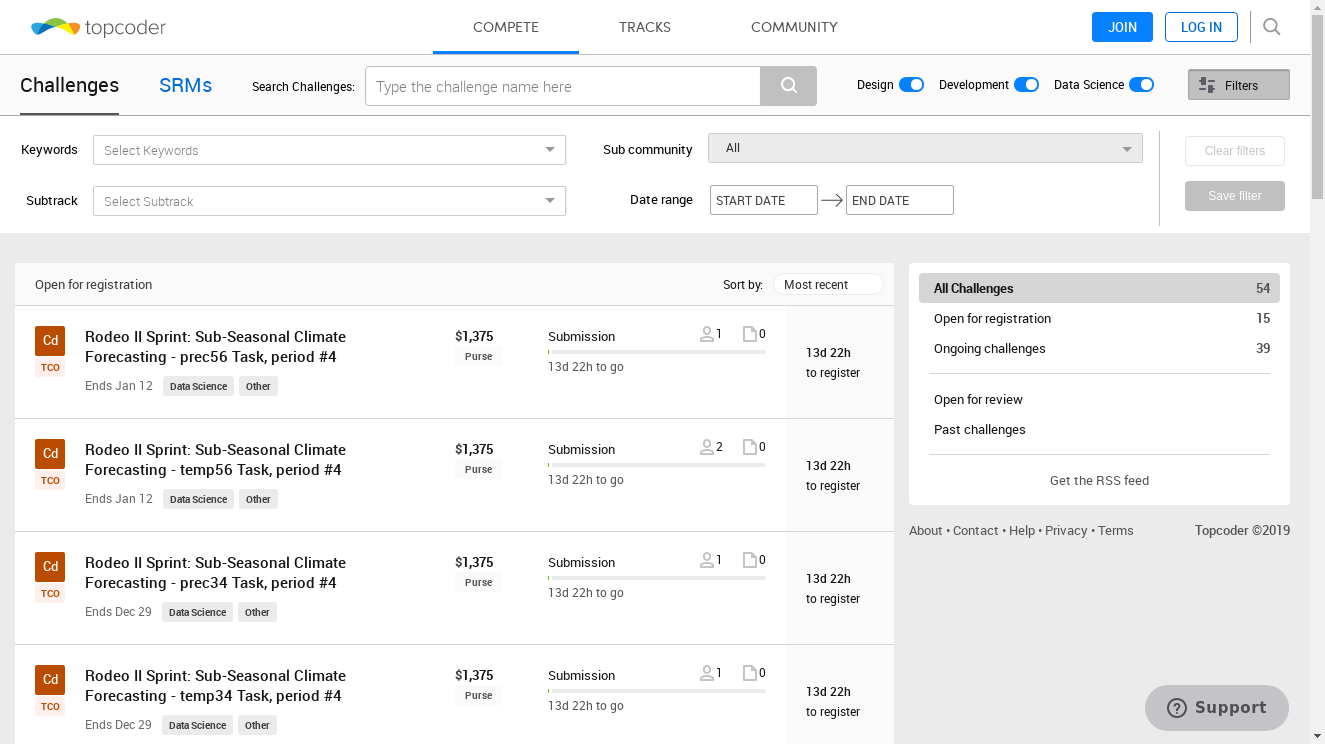 topcoder
COMPETE TRACKS COMMUNITY
JOIN LOG IN
Challenges SRMs Search Challenges: Type the challenge name here Design Development Data Science Filters
Keywords Select Keywords Sub community All Clear filters
Subtrack Select Subtrack Date range START DATE END DATE Save filter
Open for registration Sort by: Most recent
Cd
TCO
Rodeo II Sprint: Sub-Seasonal Climate
Forecasting - prec56 Task, period #4
Ends Jan 12 Data Science Other
$1,375
Purse
Submission 1 0
13d 22h to go
13d 22h
to register
Cd
TCO
Rodeo II Sprint: Sub-Seasonal Climate
Forecasting - temp56 Task, period #4
Ends Jan 12 Data Science Other
$1,375
Purse
Submission 2 0
13d 22h to go
13d 22h
to register
Cd
TCO
Rodeo II Sprint: Sub-Seasonal Climate
Forecasting - prec34 Task, period #4
Ends Dec 29 Data Science Other
$1,375
Purse
Submission 1 0
13d 22h to go
13d 22h
to register
Cd
TCO
Rodeo II Sprint: Sub-Seasonal Climate
Forecasting - temp34 Task, period #4
Ends Dec 29 Data Science Other
$1,375
Purse
Submission 1 0
13d 22h to go
13d 22h
to register
All Challenges 54
Open for registration 15
Ongoing challenges 39
Open for review
Past challenges
Get the RSS feed
About • Contact • Help • Privacy • Terms Topcoder ©2019
Support